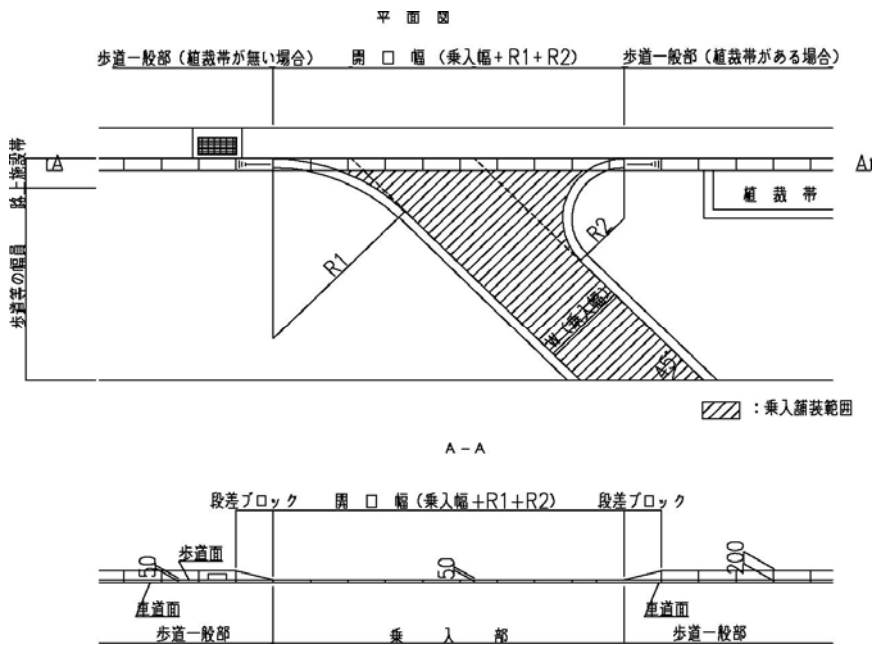 平面図
歩道一般部(植裁帯が無い場合)
開口幅(乗入幅+R1+R2)
歩道一般部(植裁帯がある場合)
路上施設帯
歩道等の幅員
A
A1
植裁帯
R1
R2
W(乗入幅)
45°
:乗入舗装範囲
A-A
段差ブロック
開口幅(乗入幅+R1+R2)
段差ブロック
50
歩道面
50
200
車道面
車道面
歩道一般部
乗入部
歩道一般部